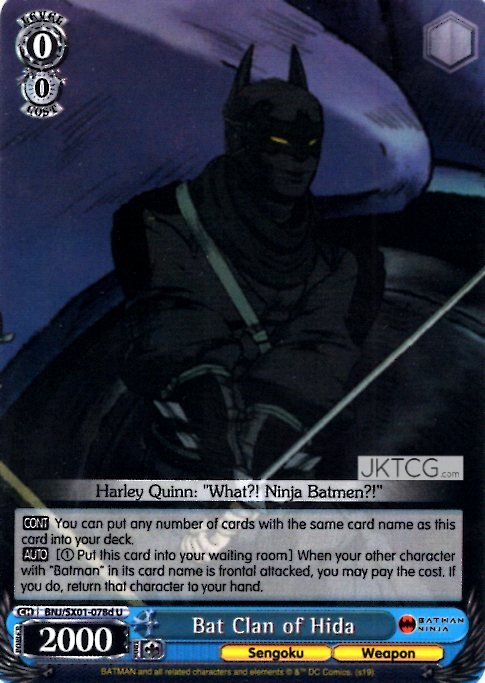 LEVEL
0
0
COST
JKTCG.com
Harley Quinn: "What?! Ninja Batmen?!"
CONT You can put any number of cards with the same card name as this
card into your deck.
AUTO [① Put this card into your waiting room] When your other character
with "Batman" in its card name is frontal attacked, you may pay the cost. If
you do, return that character to your hand.
CH BNJ/SX01-078d U
POWER 2000 SOUL
Bat Clan of Hida
BATMAN
NINJA
Sengoku Weapon
BATMAN and all related characters and elements © &™ DC Comics. (s19)